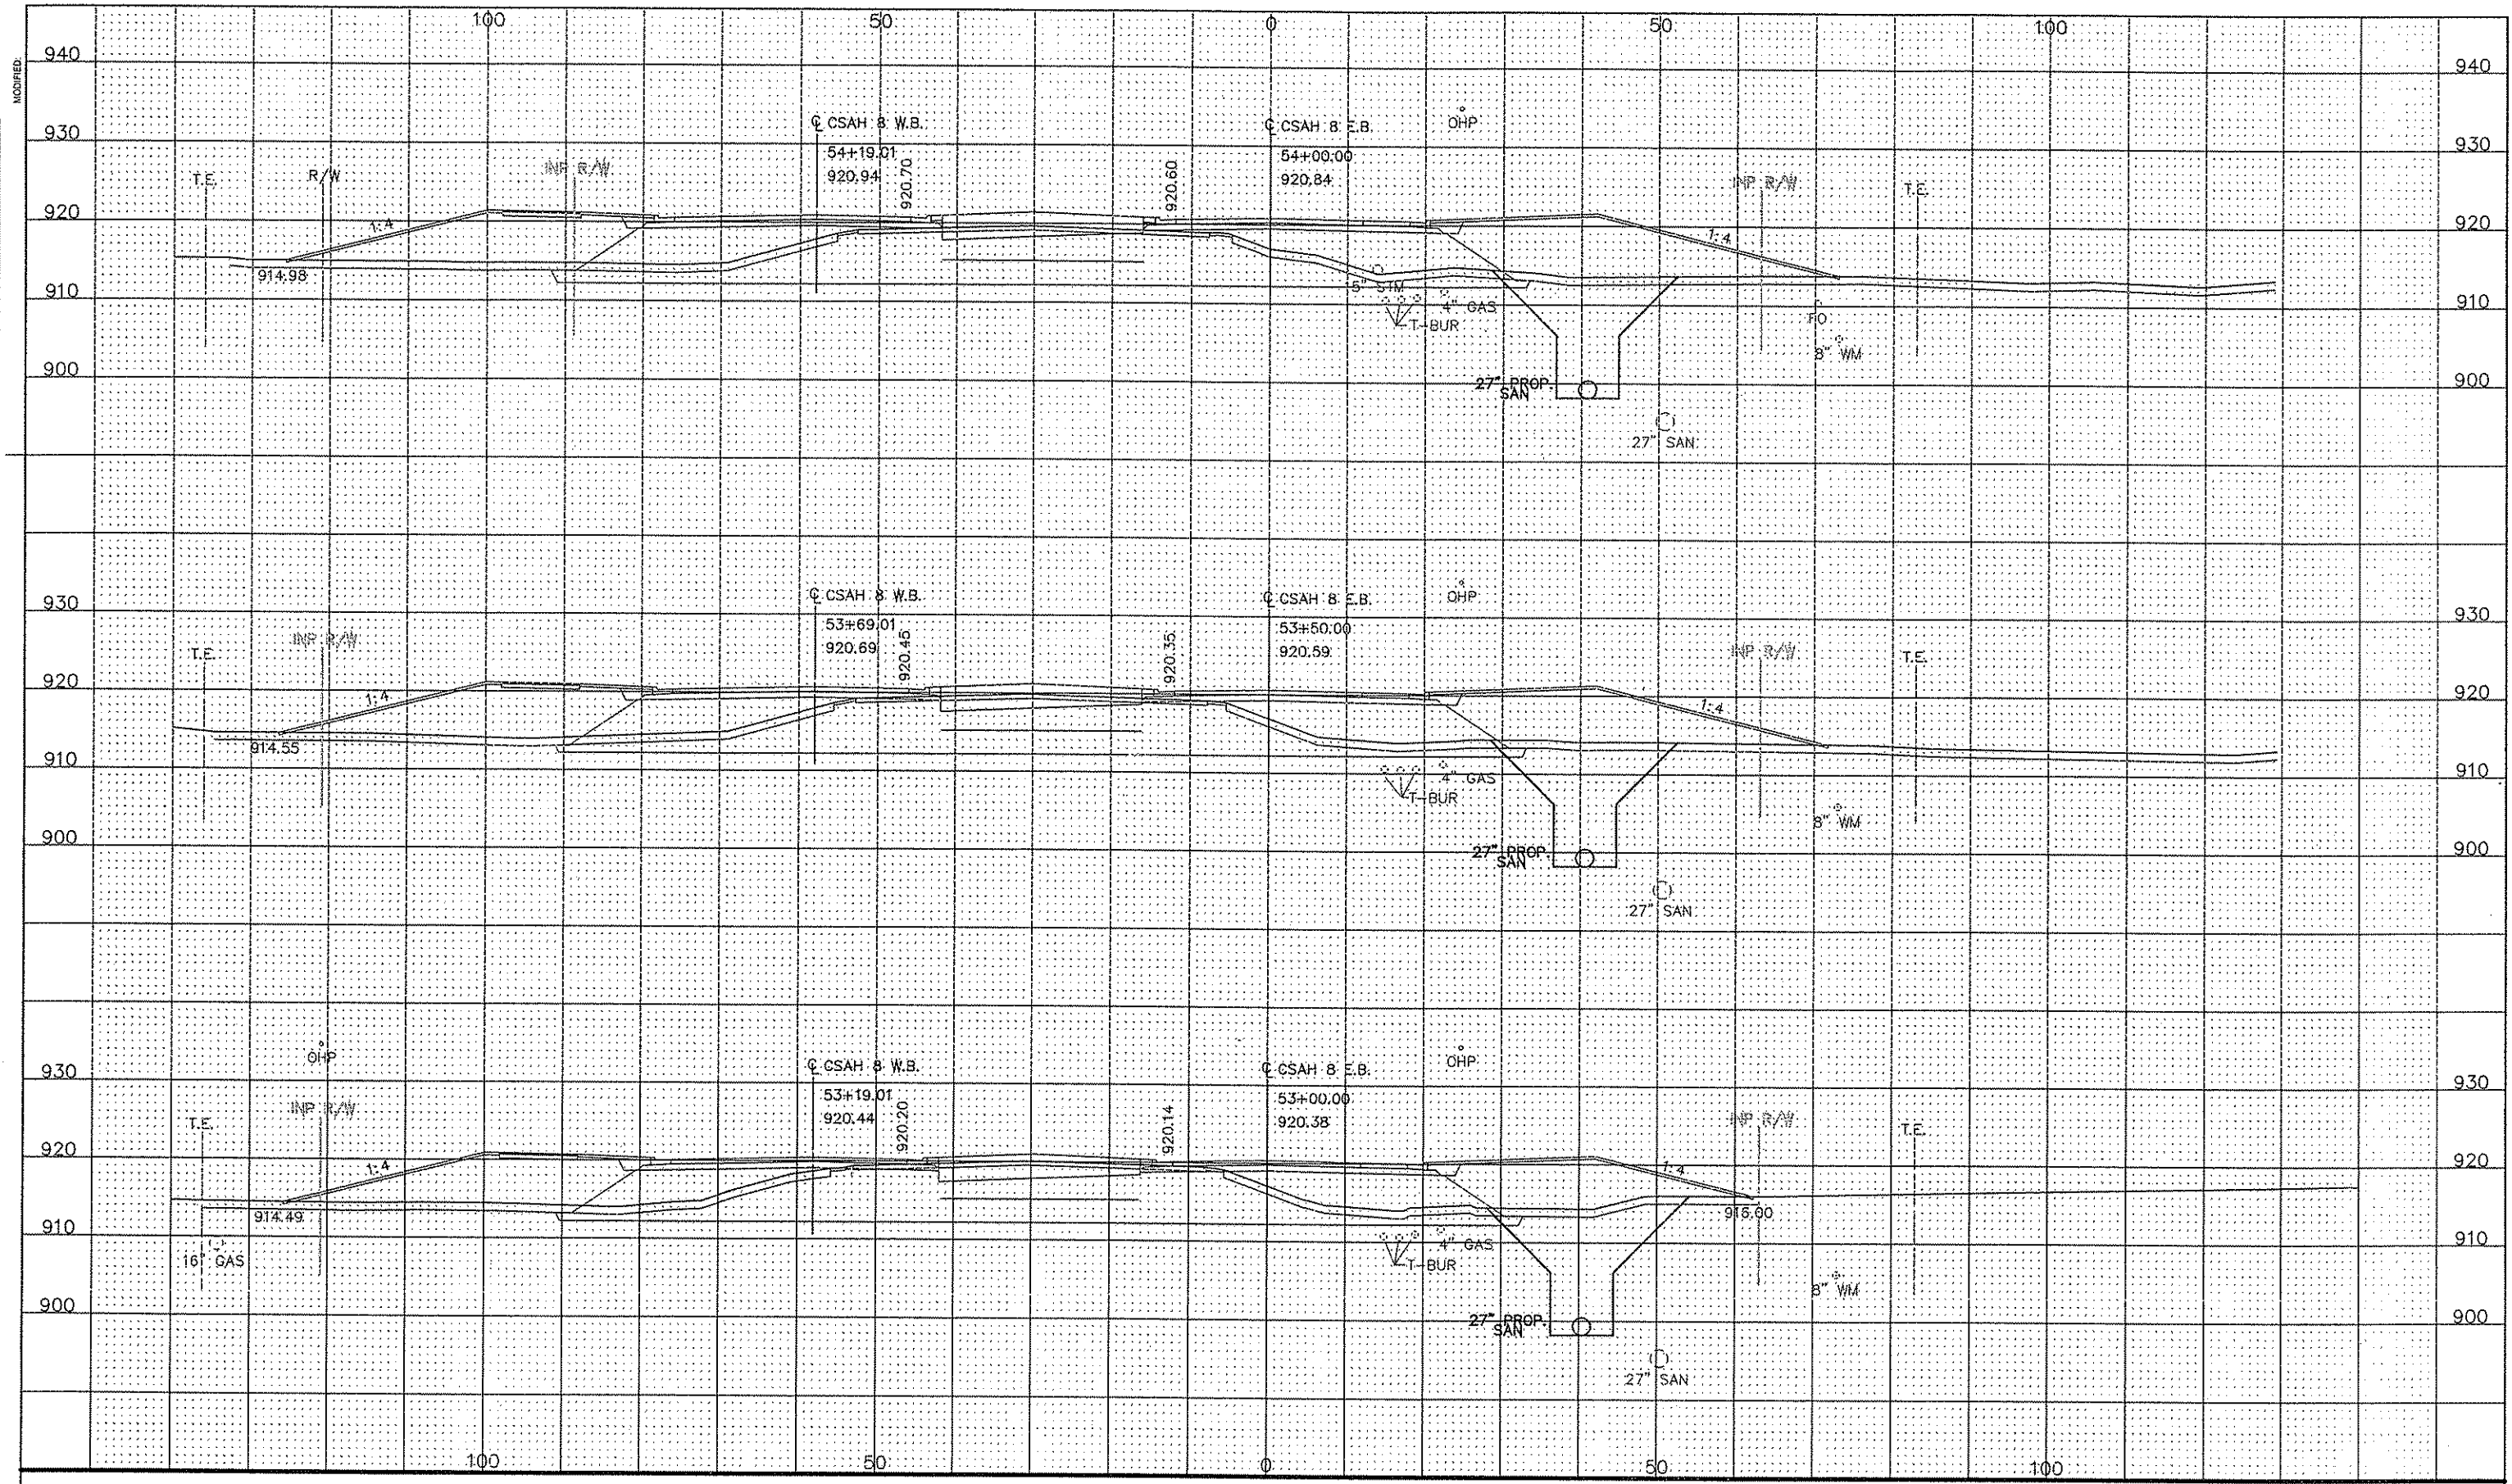 100 50 0 50 100
MODIFIED:
940 940
930 930
920 920
910 910
900 900
℄ CSAH 8 W.B.
54+19.01
920.94
920.70
920.60
℄ CSAH 8 E.B.
54+00.00
920.84
OHP
T.E.
R/W
INP R/W
INP R/W
T.E.
1:4
1:4
914.98
STM
4" GAS
T-BUR
FO
8" WM
27" PROP.
SAN
27" SAN
930 930
920 920
910 910
900 900
℄ CSAH 8 W.B.
53+69.01
920.69
920.45
920.35
℄ CSAH 8 E.B.
53+50.00
920.59
OHP
T.E.
INP R/W
INP R/W
T.E.
1:4
1:4
914.55
4" GAS
T-BUR
8" WM
27" PROP.
SAN
27" SAN
930 930
920 920
910 910
900 900
OHP
℄ CSAH 8 W.B.
53+19.01
920.44
920.20
920.14
℄ CSAH 8 E.B.
53+00.00
920.38
OHP
T.E.
INP R/W
INP R/W
T.E.
1:4
1:4
914.49
16" GAS
4" GAS
T-BUR
8" WM
27" PROP.
SAN
27" SAN
100 50 0 50 100